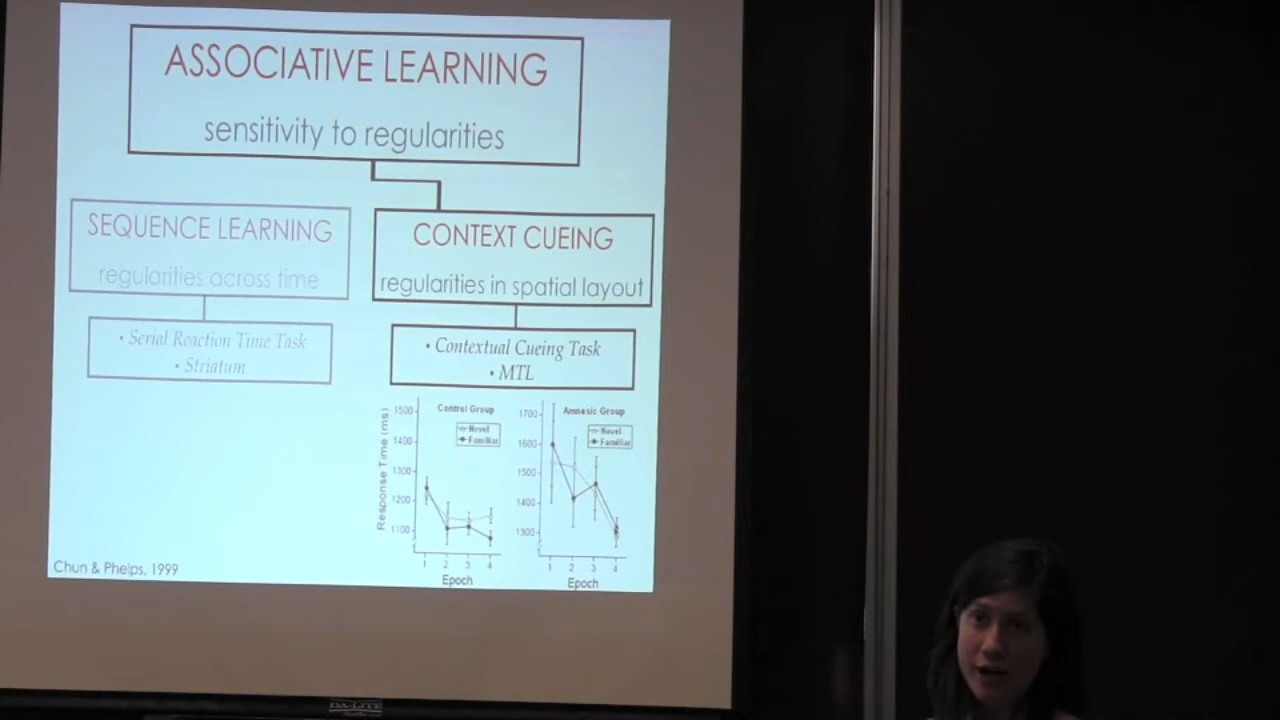 ASSOCIATIVE LEARNING
sensitivity to regularities
SEQUENCE LEARNING
regularities across time
• Serial Reaction Time Task
• Striatum
CONTEXT CUEING
regularities in spatial layout
• Contextual Cueing Task
• MTL
Control Group
Novel
Familiar
Response Time (ms)
1500
1400
1300
1200
1100
1 2 3 4
Epoch
Amnesic Group
Novel
Familiar
1700
1600
1500
1400
1300
1 2 3 4
Epoch
Chun & Phelps, 1999
DA-LITE